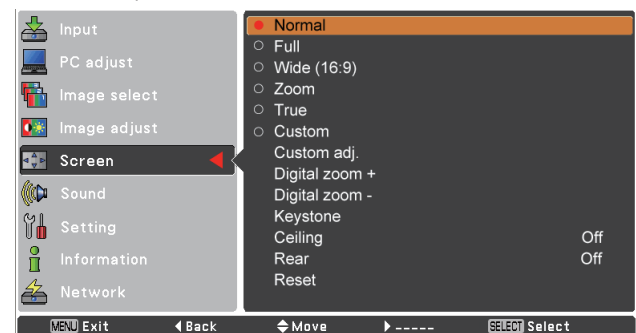 Input
PC adjust
Image select
Image adjust
Screen
Sound
Setting
Information
Network
Normal
Full
Wide (16:9)
Zoom
True
Custom
Custom adj.
Digital zoom +
Digital zoom -
Keystone
Ceiling Off
Rear Off
Reset
MENU Exit Back Move ----- SELECT Select